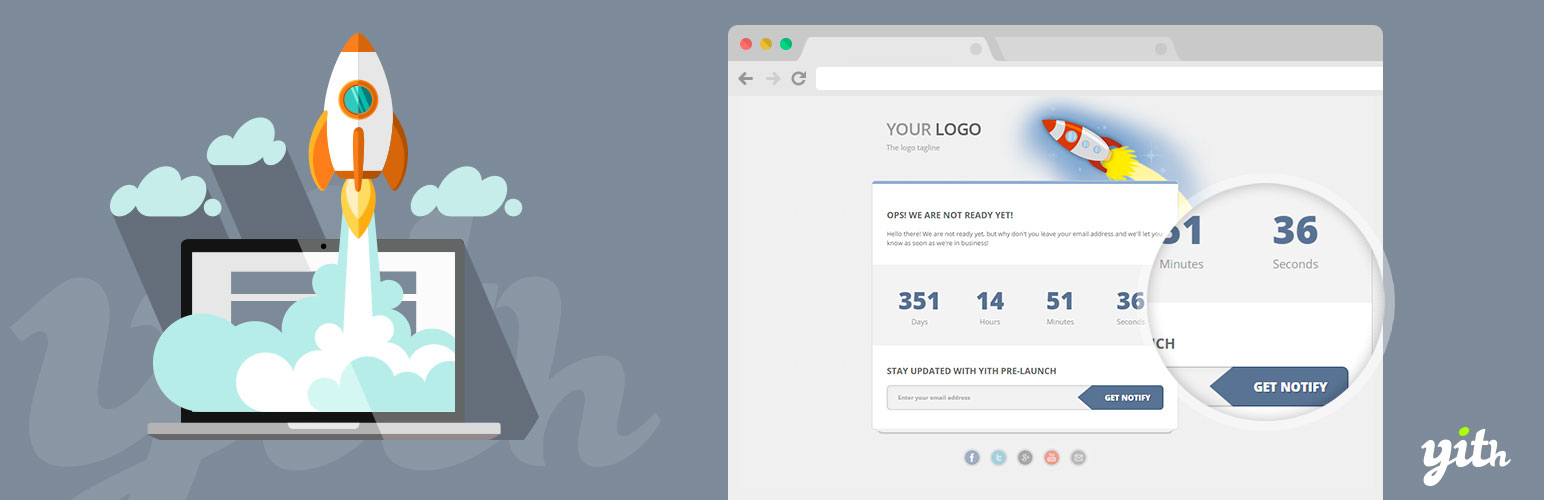 yith
YOUR LOGO
The logo tagline
OPS! WE ARE NOT READY YET!
Hello there! We are not ready yet, but why don't you leave your email address and we'll let you
know as soon as we're in business!
351 14 51 36
Days Hours Minutes Seconds
STAY UPDATED WITH YITH PRE-LAUNCH
Enter your email address GET NOTIFY
51 36
Minutes Seconds
CH
GET NOTIFY
f t g+ You Tube
yith